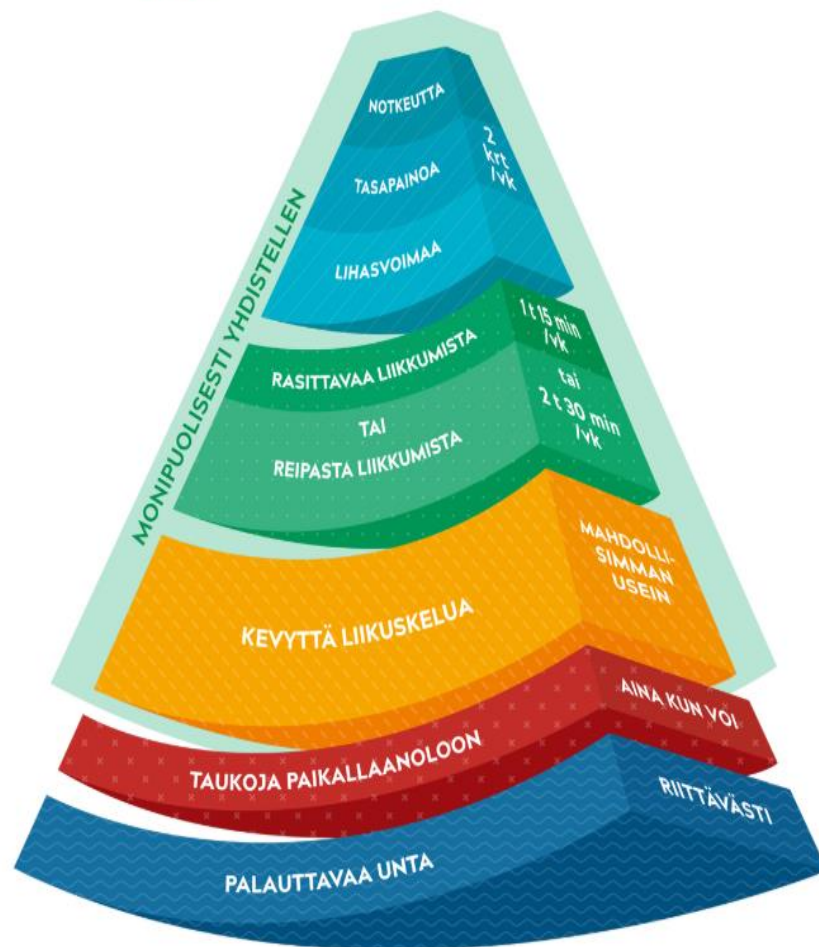 MONIPUOLISESTI YHDISTELLEN
NOTKEUTTA
TASAPAINOA
LIHASVOIMAA
2
krt
/vk
RASITTAVAA LIIKKUMISTA
1 t 15 min
/vk
TAI
REIPASTA LIIKKUMISTA
tai
2 t 30 min
/vk
KEVYTTÄ LIIKUSKELUA
MAHDOLLI-
SIMMAN
USEIN
TAUKOJA PAIKALLAANOLOON
AINA KUN VOI
PALAUTTAVAA UNTA
RIITTÄVÄSTI